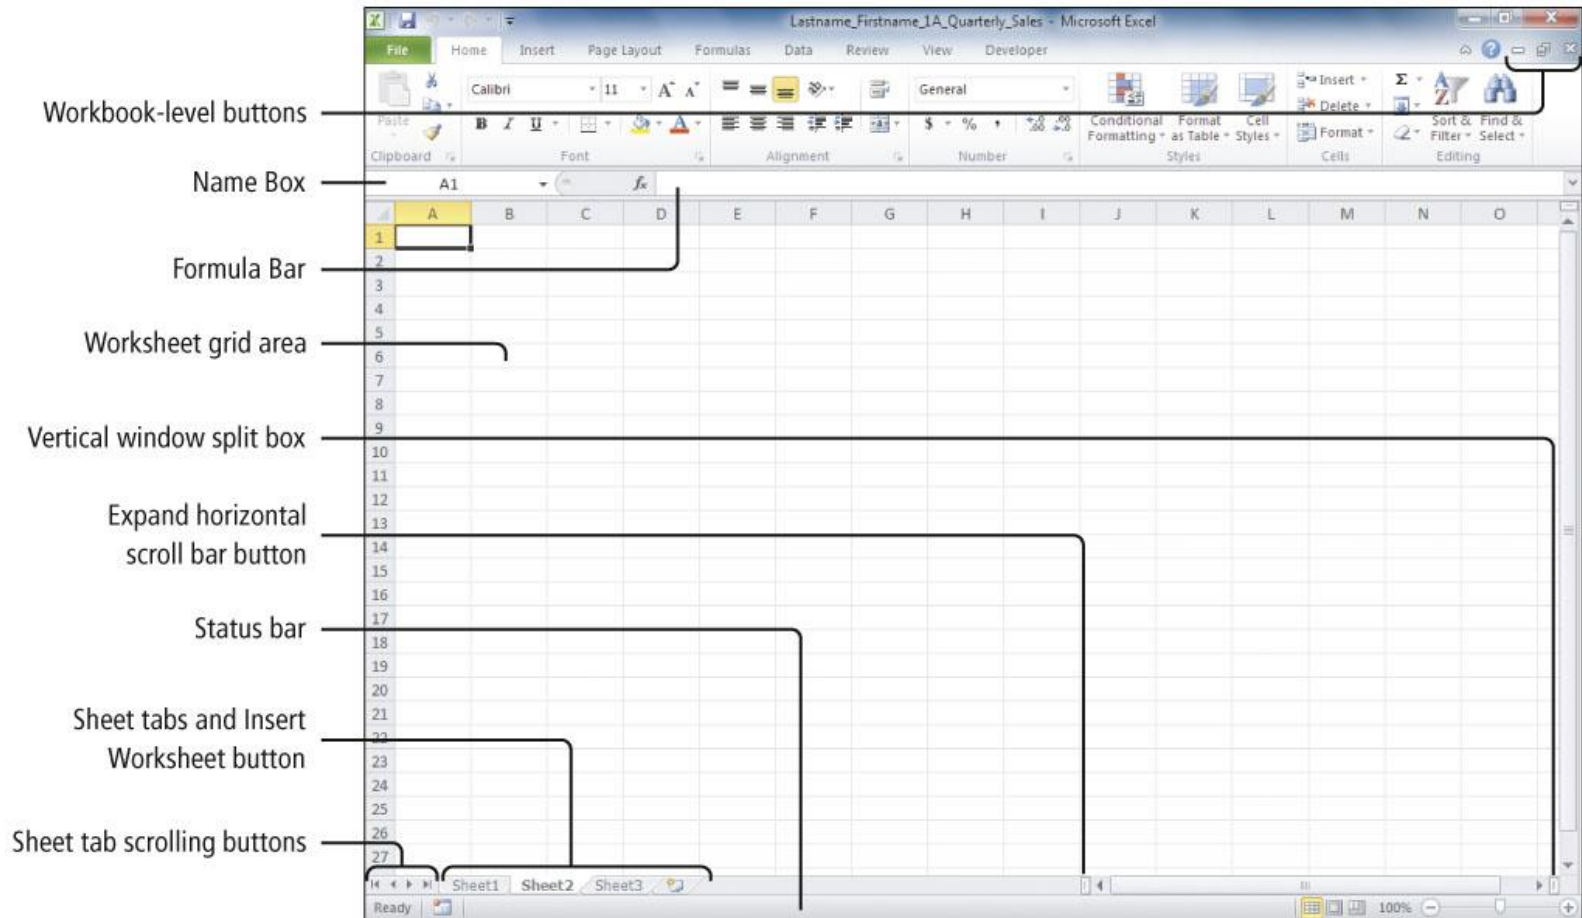 Lastname_Firstname_1A_Quarterly_Sales - Microsoft Excel
File Home Insert Page Layout Formulas Data Review View Developer
Calibri 11 A A General Insert Σ
Delete
Paste B I U A $ % , Conditional Format Cell Format Sort & Find &
Formatting as Table Styles Filter Select
Clipboard Font Alignment Number Styles Cells Editing
Workbook-level buttons
Name Box
A1 fx
A B C D E F G H I J K L M N O
1
2
Formula Bar
3
4
5
Worksheet grid area
6
7
8
9
Vertical window split box
10
11
12
Expand horizontal
13
14
scroll bar button
15
16
17
Status bar
18
19
20
21
Sheet tabs and Insert
22
Worksheet button
23
24
25
26
Sheet tab scrolling buttons
27
Sheet1 Sheet2 Sheet3
Ready 100%